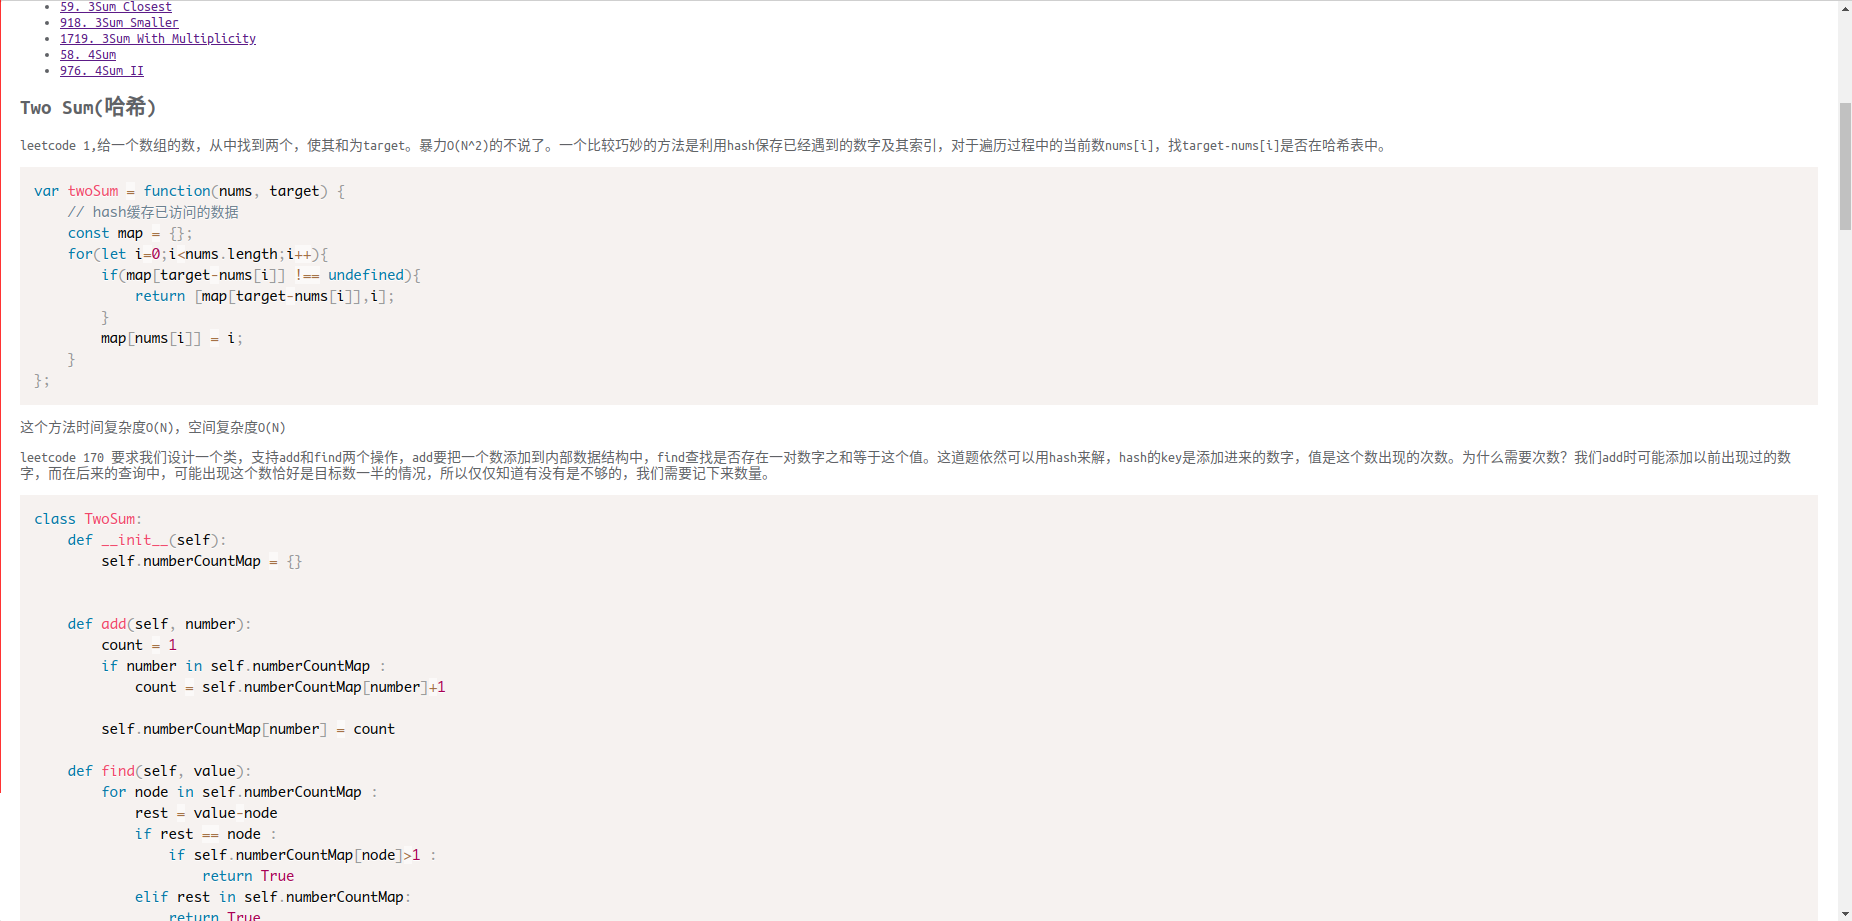 59. 3Sum Closest
918. 3Sum Smaller
1719. 3Sum With Multiplicity
58. 4Sum
976. 4Sum II
Two Sum(哈希)
leetcode 1,给一个数组的数，从中找到两个，使其和为target。暴力O(N^2)的不说了。一个比较巧妙的方法是利用hash保存已经遇到的数字及其索引，对于遍历过程中的当前数nums[i]，找target-nums[i]是否在哈希表中。
var twoSum = function(nums, target) {
    // hash缓存已访问的数据
    const map = {};
    for(let i=0;i<nums.length;i++){
        if(map[target-nums[i]] !== undefined){
            return [map[target-nums[i]],i];
        }
        map[nums[i]] = i;
    }
};
这个方法时间复杂度O(N)，空间复杂度O(N)
leetcode 170 要求我们设计一个类，支持add和find两个操作，add要把一个数添加到内部数据结构中，find查找是否存在一对数字之和等于这个值。这道题依然可以用hash来解，hash的key是添加进来的数字，值是这个数出现的次数。为什么需要次数？我们add时可能添加以前出现过的数
字，而在后来的查询中，可能出现这个数恰好是目标数一半的情况，所以仅仅知道有没有是不够的，我们需要记下来数量。
class TwoSum:
    def __init__(self):
        self.numberCountMap = {}
    def add(self, number):
        count = 1
        if number in self.numberCountMap :
            count = self.numberCountMap[number]+1
        self.numberCountMap[number] = count
    def find(self, value):
        for node in self.numberCountMap :
            rest = value-node
            if rest == node :
                if self.numberCountMap[node]>1 :
                    return True
            elif rest in self.numberCountMap:
                return True